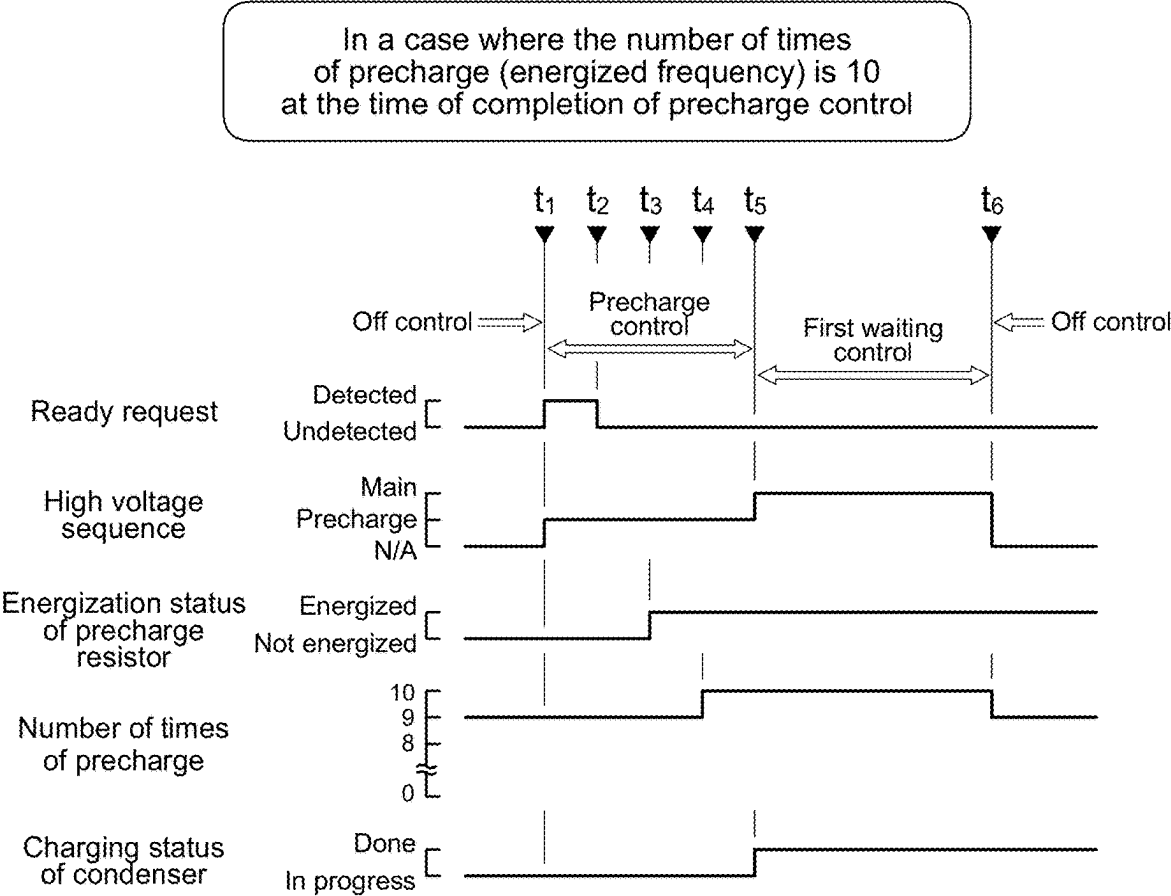 In a case where the number of times
of precharge (energized frequency) is 10
at the time of completion of precharge control
t1 t2 t3 t4 t5 t6
Off control
Precharge
control
First waiting
control
Off control
Ready request
Detected
Undetected
High voltage
sequence
Main
Precharge
N/A
Energization status
of precharge
resistor
Energized
Not energized
Number of times
of precharge
10
9
8
0
Charging status
of condenser
Done
In progress